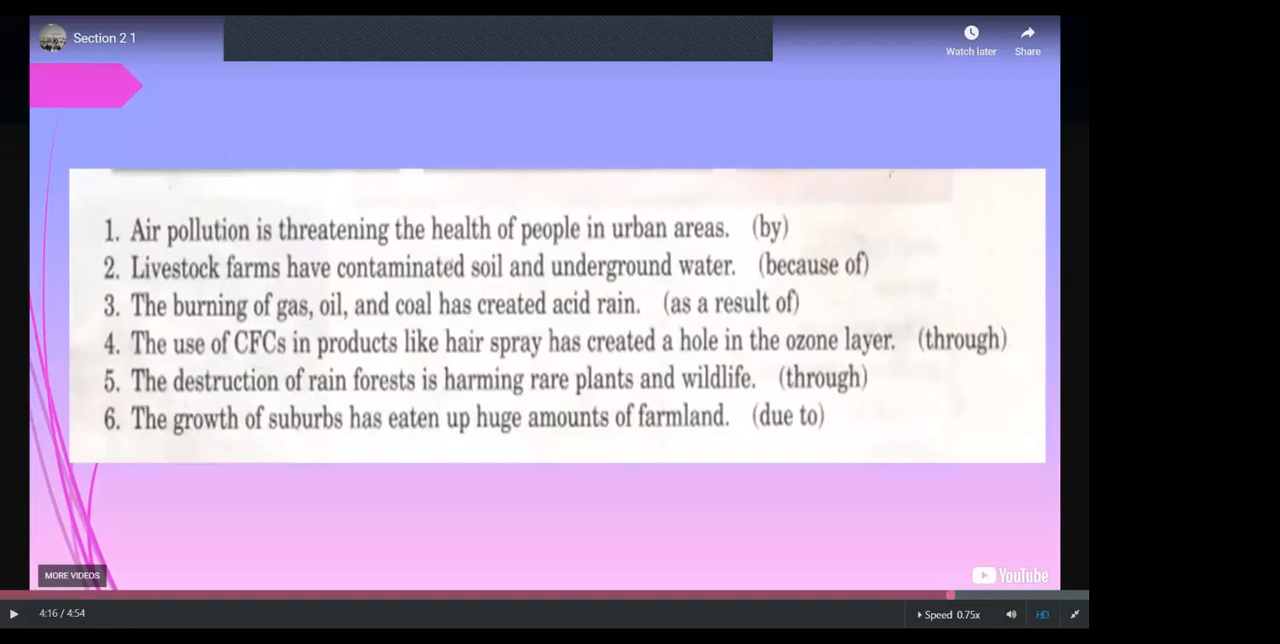 Section 2 1
Watch later
Share
1. Air pollution is threatening the health of people in urban areas. (by)
2. Livestock farms have contaminated soil and underground water. (because of)
3. The burning of gas, oil, and coal has created acid rain. (as a result of)
4. The use of CFCs in products like hair spray has created a hole in the ozone layer. (through)
5. The destruction of rain forests is harming rare plants and wildlife. (through)
6. The growth of suburbs has eaten up huge amounts of farmland. (due to)
MORE VIDEOS
YouTube
4:16 / 4:54
Speed 0.75x
HD